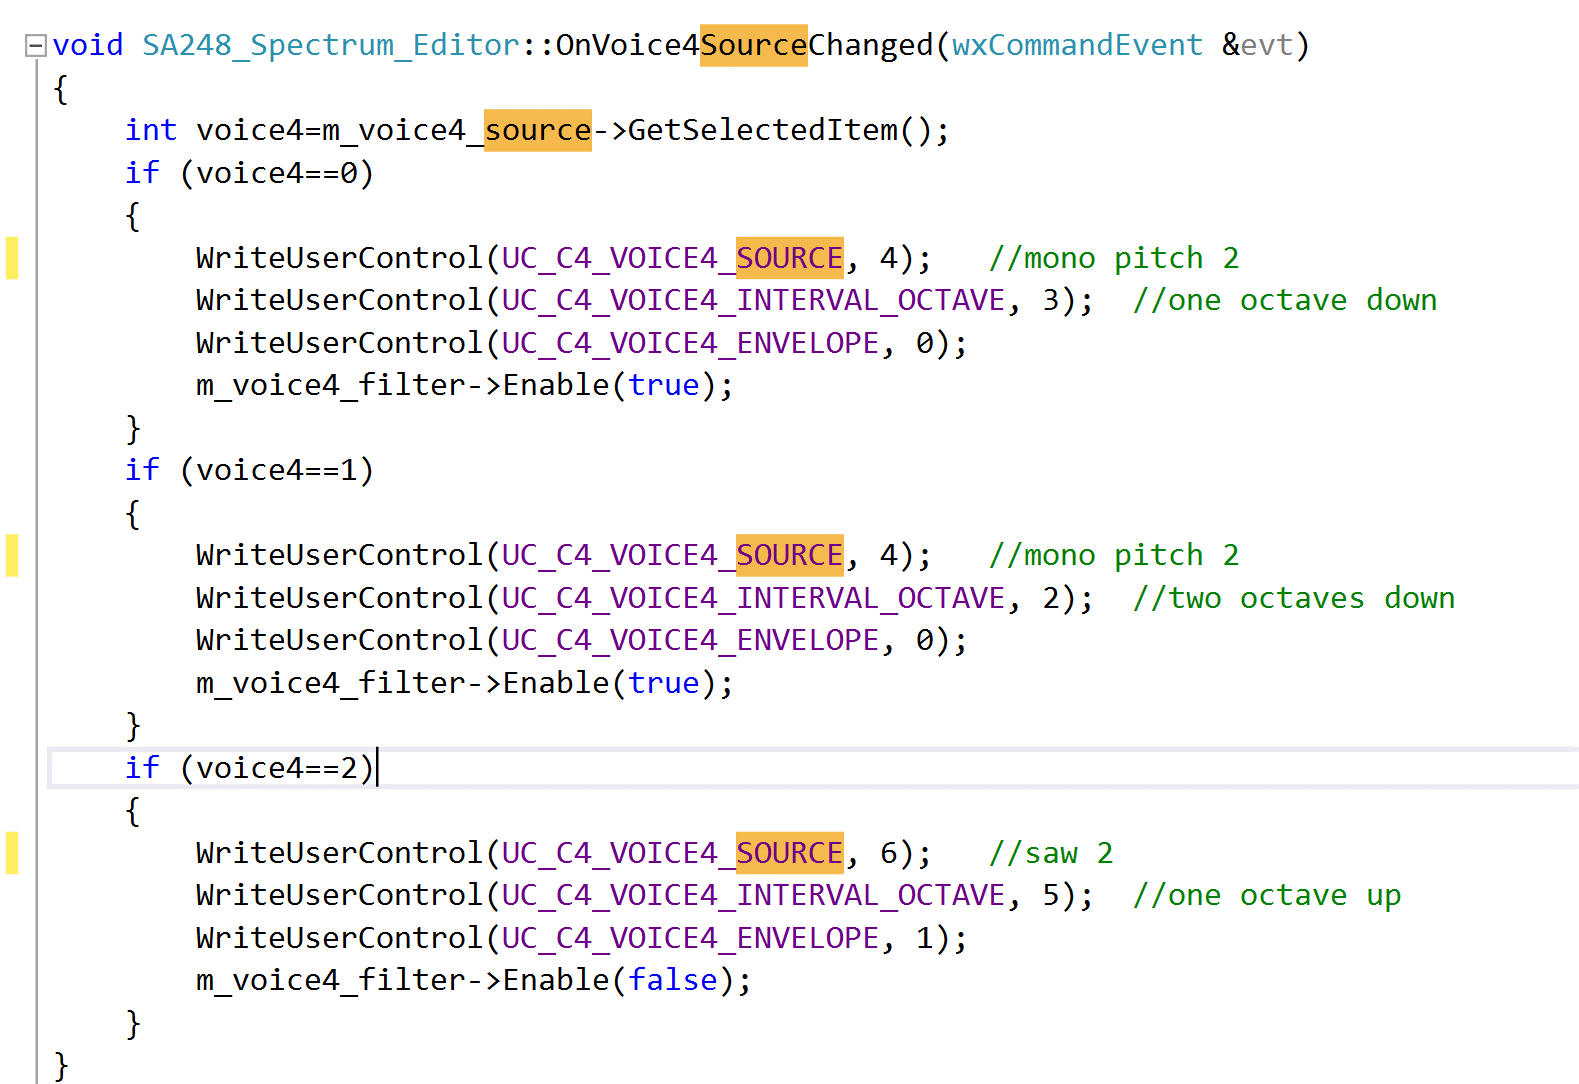 void SA248_Spectrum_Editor::OnVoice4SourceChanged(wxCommandEvent &evt)
{
    int voice4=m_voice4_source->GetSelectedItem();
    if (voice4==0)
    {
        WriteUserControl(UC_C4_VOICE4_SOURCE, 4);   //mono pitch 2
        WriteUserControl(UC_C4_VOICE4_INTERVAL_OCTAVE, 3);  //one octave down
        WriteUserControl(UC_C4_VOICE4_ENVELOPE, 0);
        m_voice4_filter->Enable(true);
    }
    if (voice4==1)
    {
        WriteUserControl(UC_C4_VOICE4_SOURCE, 4);   //mono pitch 2
        WriteUserControl(UC_C4_VOICE4_INTERVAL_OCTAVE, 2);  //two octaves down
        WriteUserControl(UC_C4_VOICE4_ENVELOPE, 0);
        m_voice4_filter->Enable(true);
    }
    if (voice4==2)
    {
        WriteUserControl(UC_C4_VOICE4_SOURCE, 6);   //saw 2
        WriteUserControl(UC_C4_VOICE4_INTERVAL_OCTAVE, 5);  //one octave up
        WriteUserControl(UC_C4_VOICE4_ENVELOPE, 1);
        m_voice4_filter->Enable(false);
    }
}